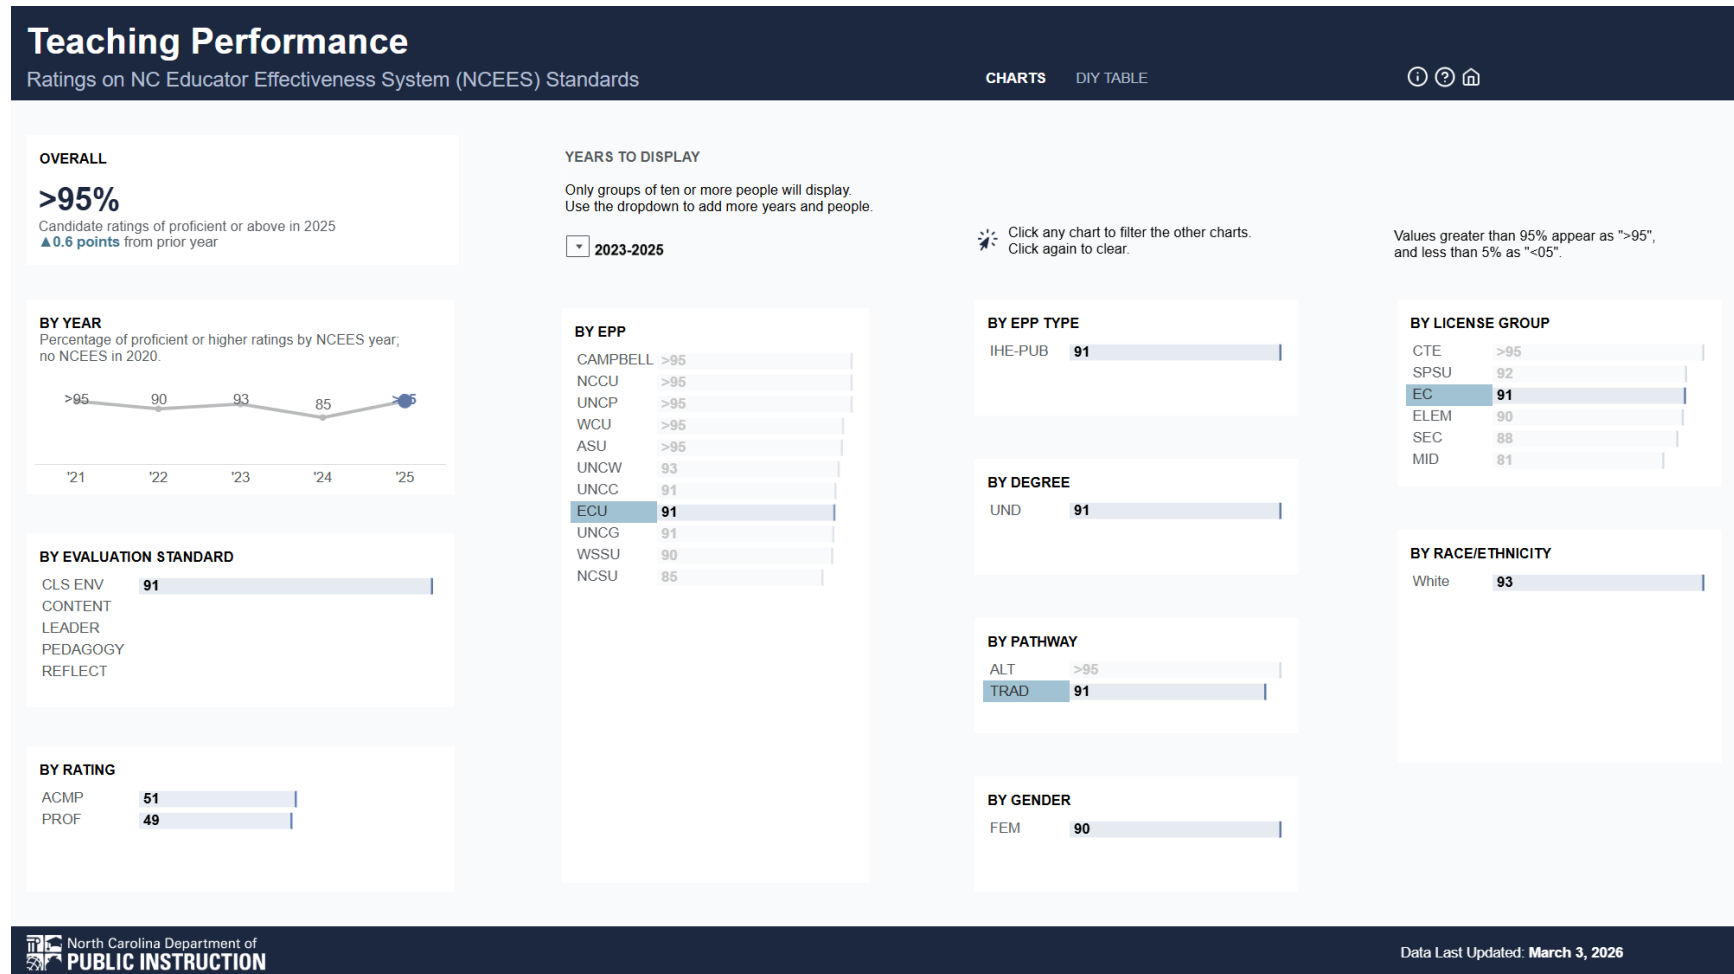 Teaching Performance
Ratings on NC Educator Effectiveness System (NCEES) Standards
CHARTS
DIY TABLE
OVERALL
>95%
Candidate ratings of proficient or above in 2025
▲0.6 points from prior year
YEARS TO DISPLAY
Only groups of ten or more people will display.
Use the dropdown to add more years and people.
2023-2025
Click any chart to filter the other charts.
Click again to clear.
Values greater than 95% appear as ">95",
and less than 5% as "<05".
BY YEAR
Percentage of proficient or higher ratings by NCEES year;
no NCEES in 2020.
>95 90 93 85
'21 '22 '23 '24 '25
BY EVALUATION STANDARD
CLS ENV 91
CONTENT
LEADER
PEDAGOGY
REFLECT
BY RATING
ACMP 51
PROF 49
BY EPP
CAMPBELL >95
NCCU >95
UNCP >95
WCU >95
ASU >95
UNCW 93
UNCC 91
ECU 91
UNCG 91
WSSU 90
NCSU 85
BY EPP TYPE
IHE-PUB 91
BY DEGREE
UND 91
BY PATHWAY
ALT >95
TRAD 91
BY GENDER
FEM 90
BY LICENSE GROUP
CTE >95
SPSU 92
EC 91
ELEM 90
SEC 88
MID 81
BY RACE/ETHNICITY
White 93
North Carolina Department of
PUBLIC INSTRUCTION
Data Last Updated: March 3, 2026